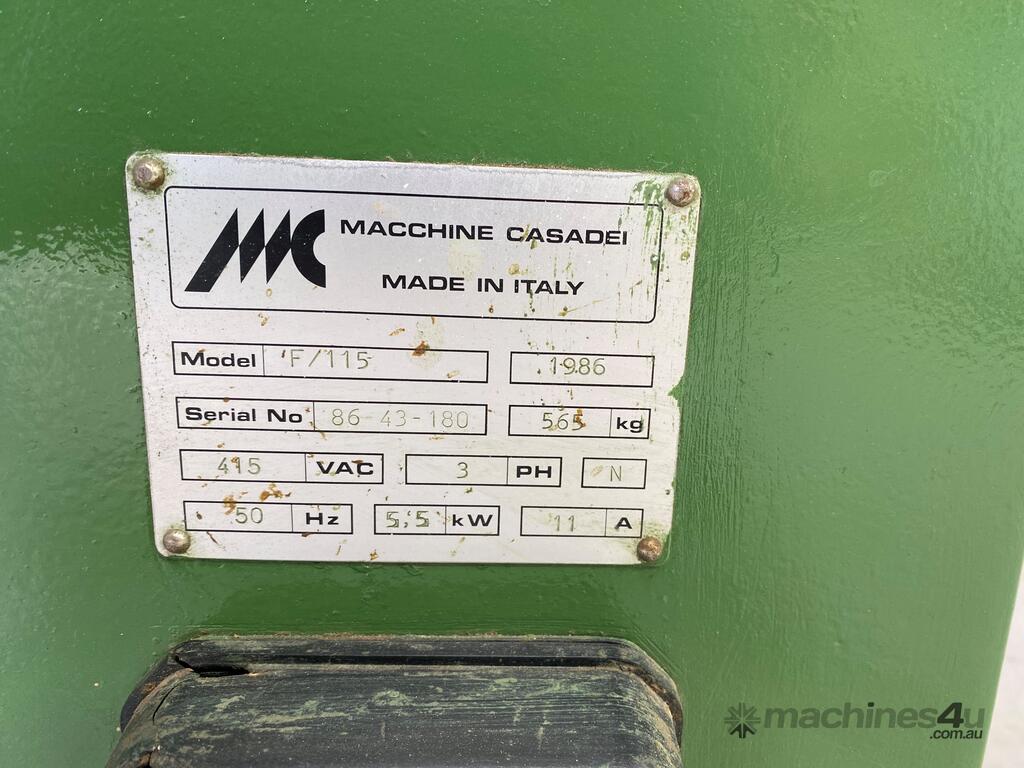 MC MACCHINE CASADEI
MADE IN ITALY
Model F/115 1986
Serial No 86-43-180 565 kg
415 VAC 3 PH N
50 Hz 5,5 kW 11 A
machines4u
.com.au